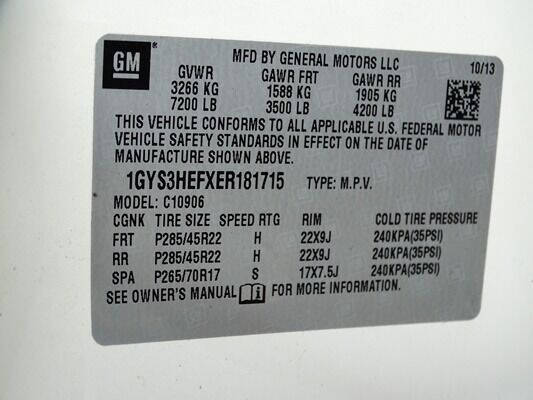 GM ® MFD BY GENERAL MOTORS LLC 10/13
GVWR GAWR FRT GAWR RR
3266 KG 1588 KG 1905 KG
7200 LB 3500 LB 4200 LB
THIS VEHICLE CONFORMS TO ALL APPLICABLE U.S. FEDERAL MOTOR
VEHICLE SAFETY STANDARDS IN EFFECT ON THE DATE OF
MANUFACTURE SHOWN ABOVE.
1GYS3HEFXER181715 TYPE: M.P.V.
MODEL: C10906
CGNK TIRE SIZE SPEED RTG RIM COLD TIRE PRESSURE
FRT P285/45R22 H 22X9J 240KPA(35PSI)
RR P285/45R22 H 22X9J 240KPA(35PSI)
SPA P265/70R17 S 17X7.5J 240KPA(35PSI)
SEE OWNER'S MANUAL FOR MORE INFORMATION.